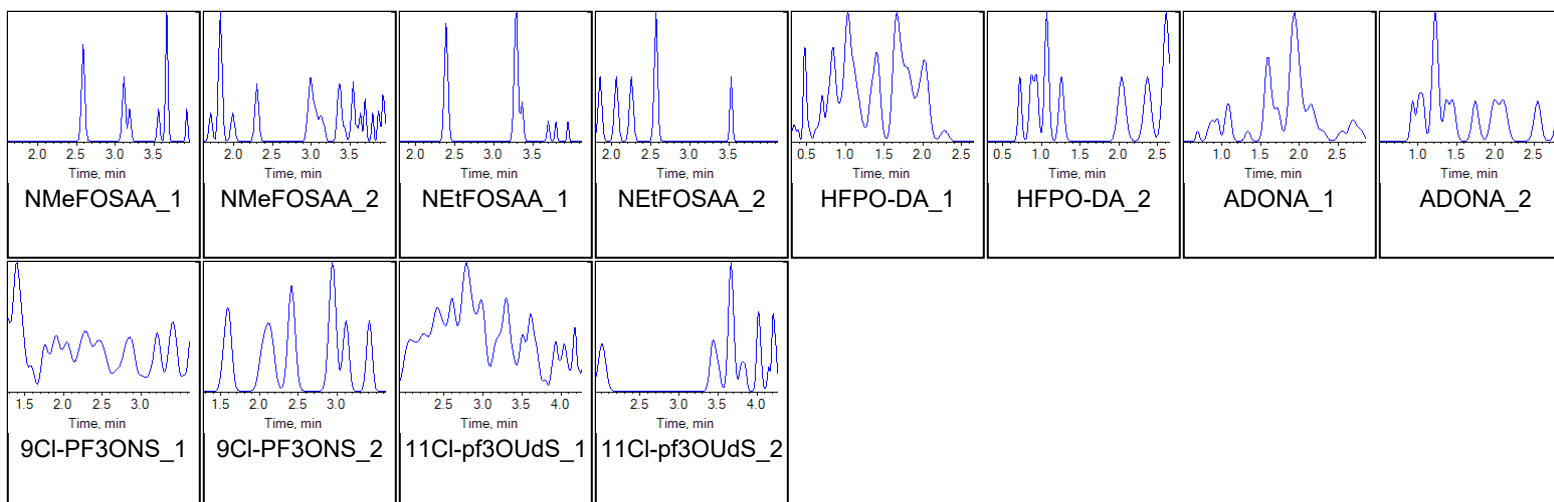 2.0 2.5 3.0 3.5
Time, min
NMeFOSAA_1
2.0 2.5 3.0 3.5
Time, min
NMeFOSAA_2
2.0 2.5 3.0 3.5
Time, min
NEtFOSAA_1
2.0 2.5 3.0 3.5
Time, min
NEtFOSAA_2
0.5 1.0 1.5 2.0 2.5
Time, min
HFPO-DA_1
0.5 1.0 1.5 2.0 2.5
Time, min
HFPO-DA_2
1.0 1.5 2.0 2.5
Time, min
ADONA_1
1.0 1.5 2.0 2.5
Time, min
ADONA_2
1.5 2.0 2.5 3.0
Time, min
9Cl-PF3ONS_1
1.5 2.0 2.5 3.0
Time, min
9Cl-PF3ONS_2
2.5 3.0 3.5 4.0
Time, min
11Cl-pf3OUdS_1
2.5 3.0 3.5 4.0
Time, min
11Cl-pf3OUdS_2